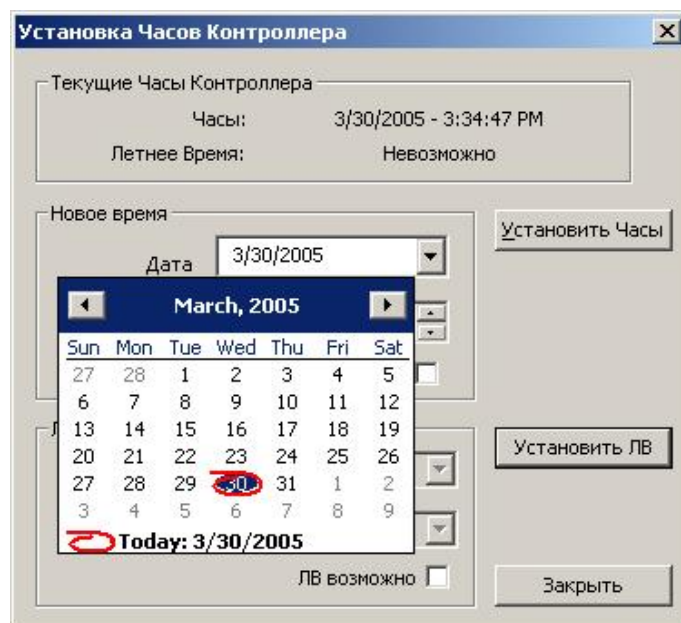 Установка Часов Контроллера
Текущие Часы Контроллера
Часы: 3/30/2005 - 3:34:47 PM
Летнее Время: Невозможно
Новое время
Установить Часы
Дата 3/30/2005
March, 2005
Sun Mon Tue Wed Thu Fri Sat
27 28 1 2 3 4 5
6 7 8 9 10 11 12
13 14 15 16 17 18 19
20 21 22 23 24 25 26
27 28 29 30 31 1 2
3 4 5 6 7 8 9
Today: 3/30/2005
Установить ЛВ
ЛВ возможно
Закрыть